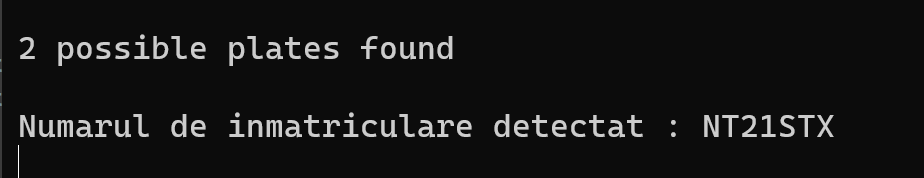 2 possible plates found
Numarul de inmatriculare detectat : NT21STX